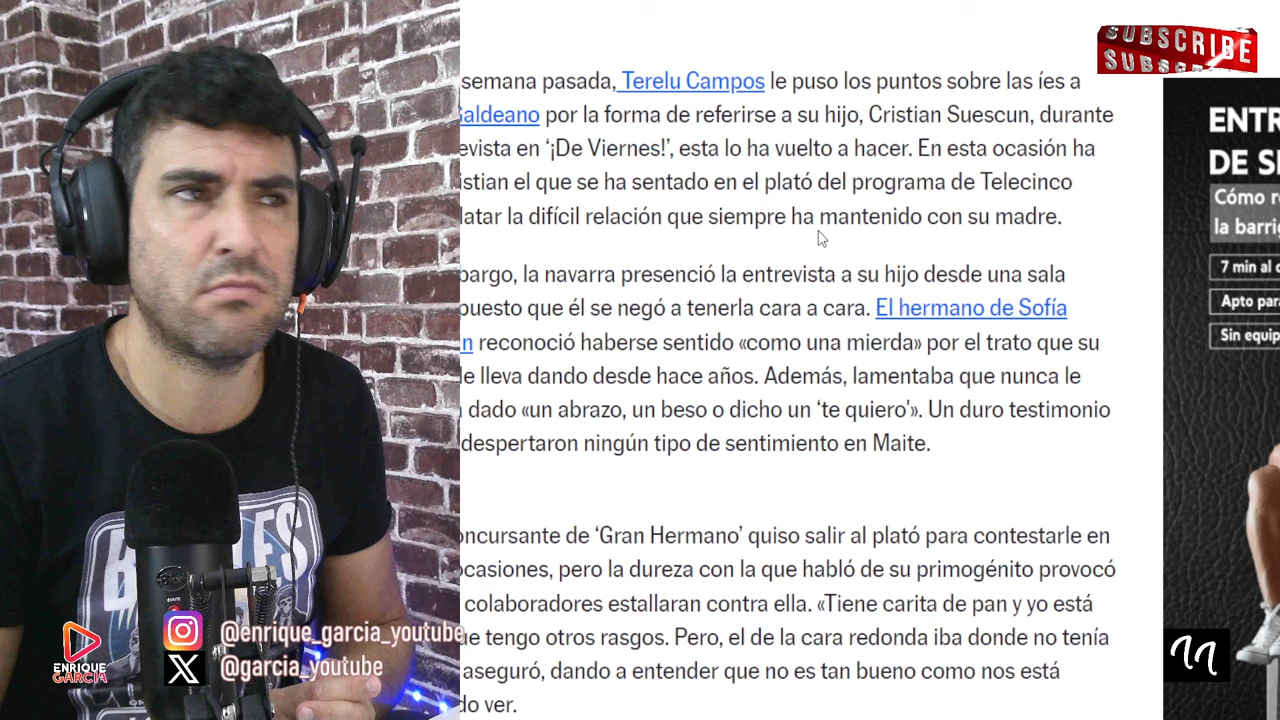 SUBSCRIBE
semana pasada, Terelu Campos le puso los puntos sobre las íes a
Galdeano por la forma de referirse a su hijo, Cristian Suescun, durante
evista en ‘¡De Viernes!’, esta lo ha vuelto a hacer. En esta ocasión ha
istian el que se ha sentado en el plató del programa de Telecinco
latar la difícil relación que siempre ha mantenido con su madre.
bargo, la navarra presenció la entrevista a su hijo desde una sala
puesto que él se negó a tenerla cara a cara. El hermano de Sofía
n reconoció haberse sentido «como una mierda» por el trato que su
le lleva dando desde hace años. Además, lamentaba que nunca le
dado «un abrazo, un beso o dicho un ‘te quiero'». Un duro testimonio
despertaron ningún tipo de sentimiento en Maite.
oncursante de ‘Gran Hermano’ quiso salir al plató para contestarle en
ocasiones, pero la dureza con la que habló de su primogénito provocó
colaboradores estallaran contra ella. «Tiene carita de pan y yo está
ue tengo otros rasgos. Pero, el de la cara redonda iba donde no tenía
aseguró, dando a entender que no es tan bueno como nos está
do ver.
ENTR
DE S
Cómo r
la barri
7 min al
Apto par
Sin equip
ENRIQUE
GARCIA
@enrique_garcia_youtube
@garcia_youtube